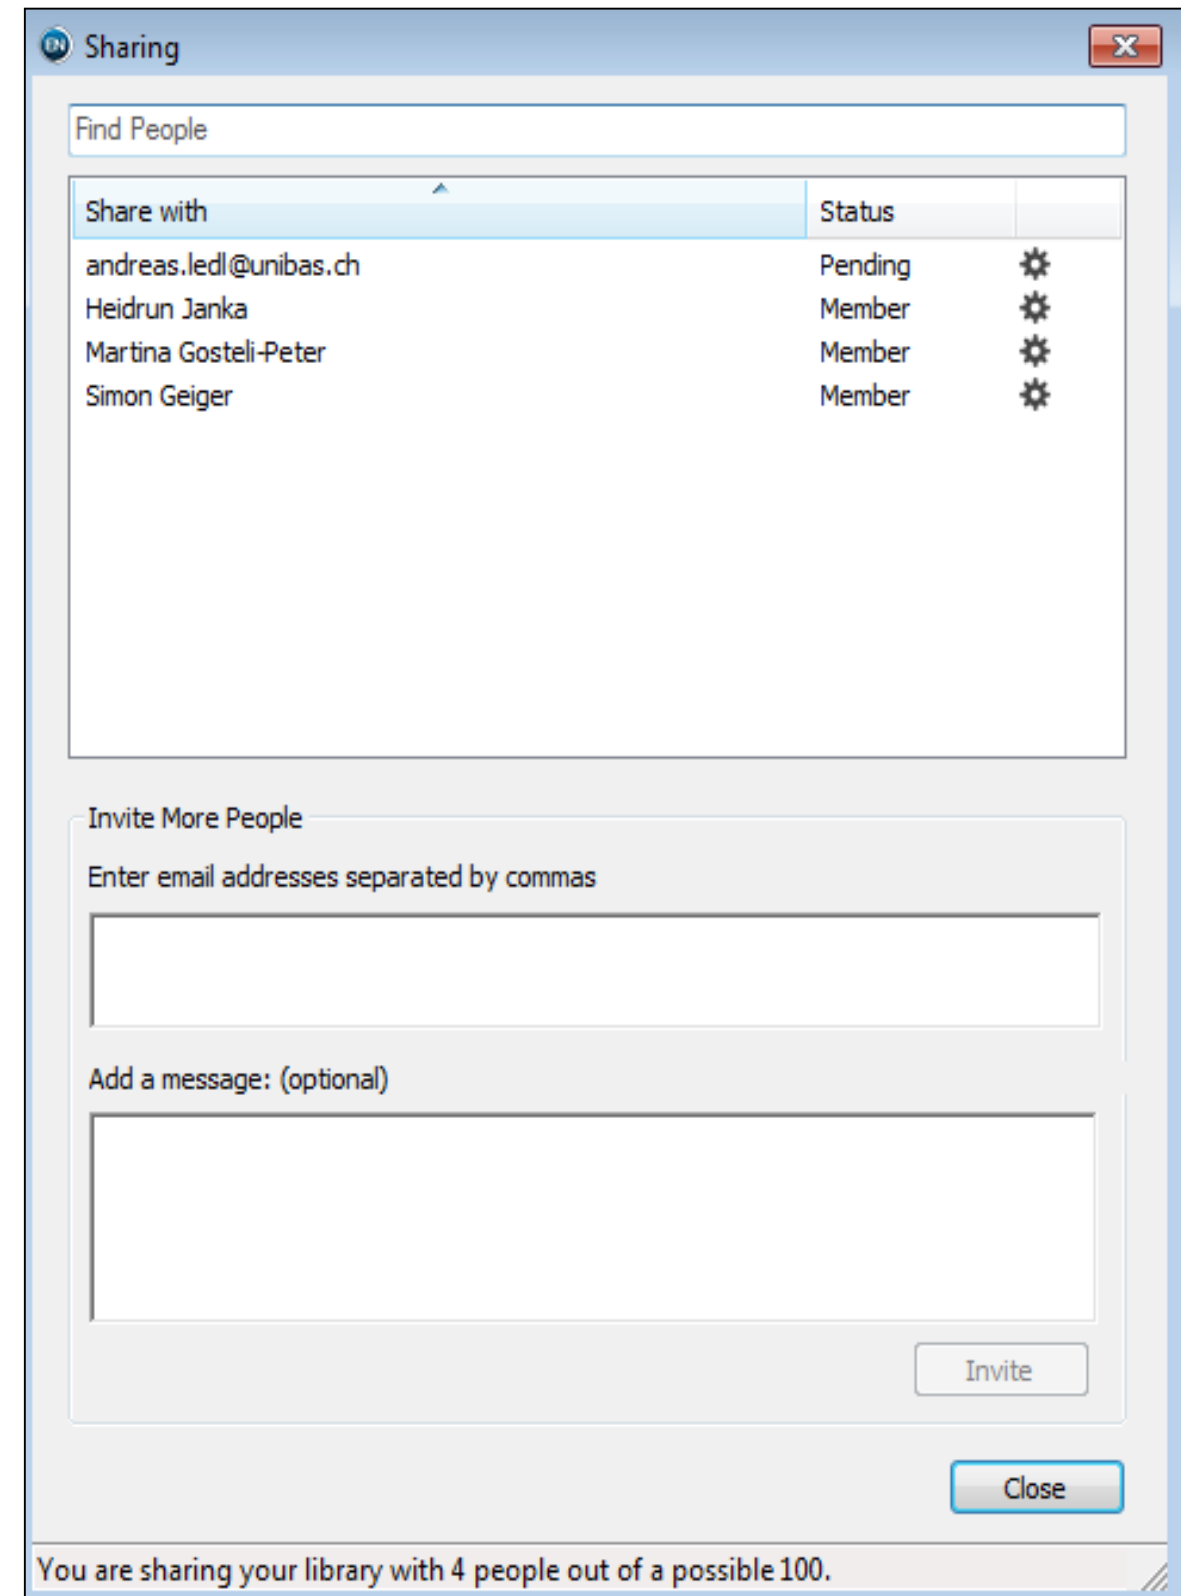 EN Sharing
Find People
Share with Status
andreas.ledl@unibas.ch Pending
Heidrun Janka Member
Martina Gosteli-Peter Member
Simon Geiger Member
Invite More People
Enter email addresses separated by commas
Add a message: (optional)
Invite
Close
You are sharing your library with 4 people out of a possible 100.